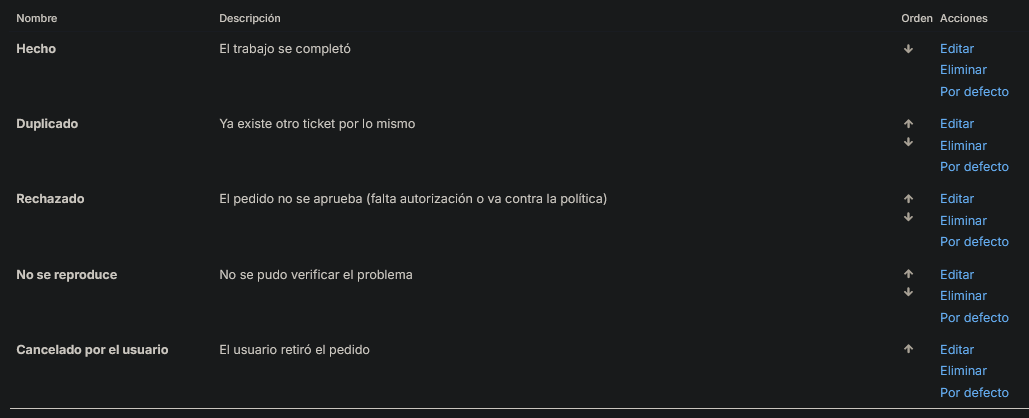 Nombre Descripción Orden Acciones
Hecho El trabajo se completó Editar
Eliminar
Por defecto
Duplicado Ya existe otro ticket por lo mismo Editar
Eliminar
Por defecto
Rechazado El pedido no se aprueba (falta autorización o va contra la política) Editar
Eliminar
Por defecto
No se reproduce No se pudo verificar el problema Editar
Eliminar
Por defecto
Cancelado por el usuario El usuario retiró el pedido Editar
Eliminar
Por defecto